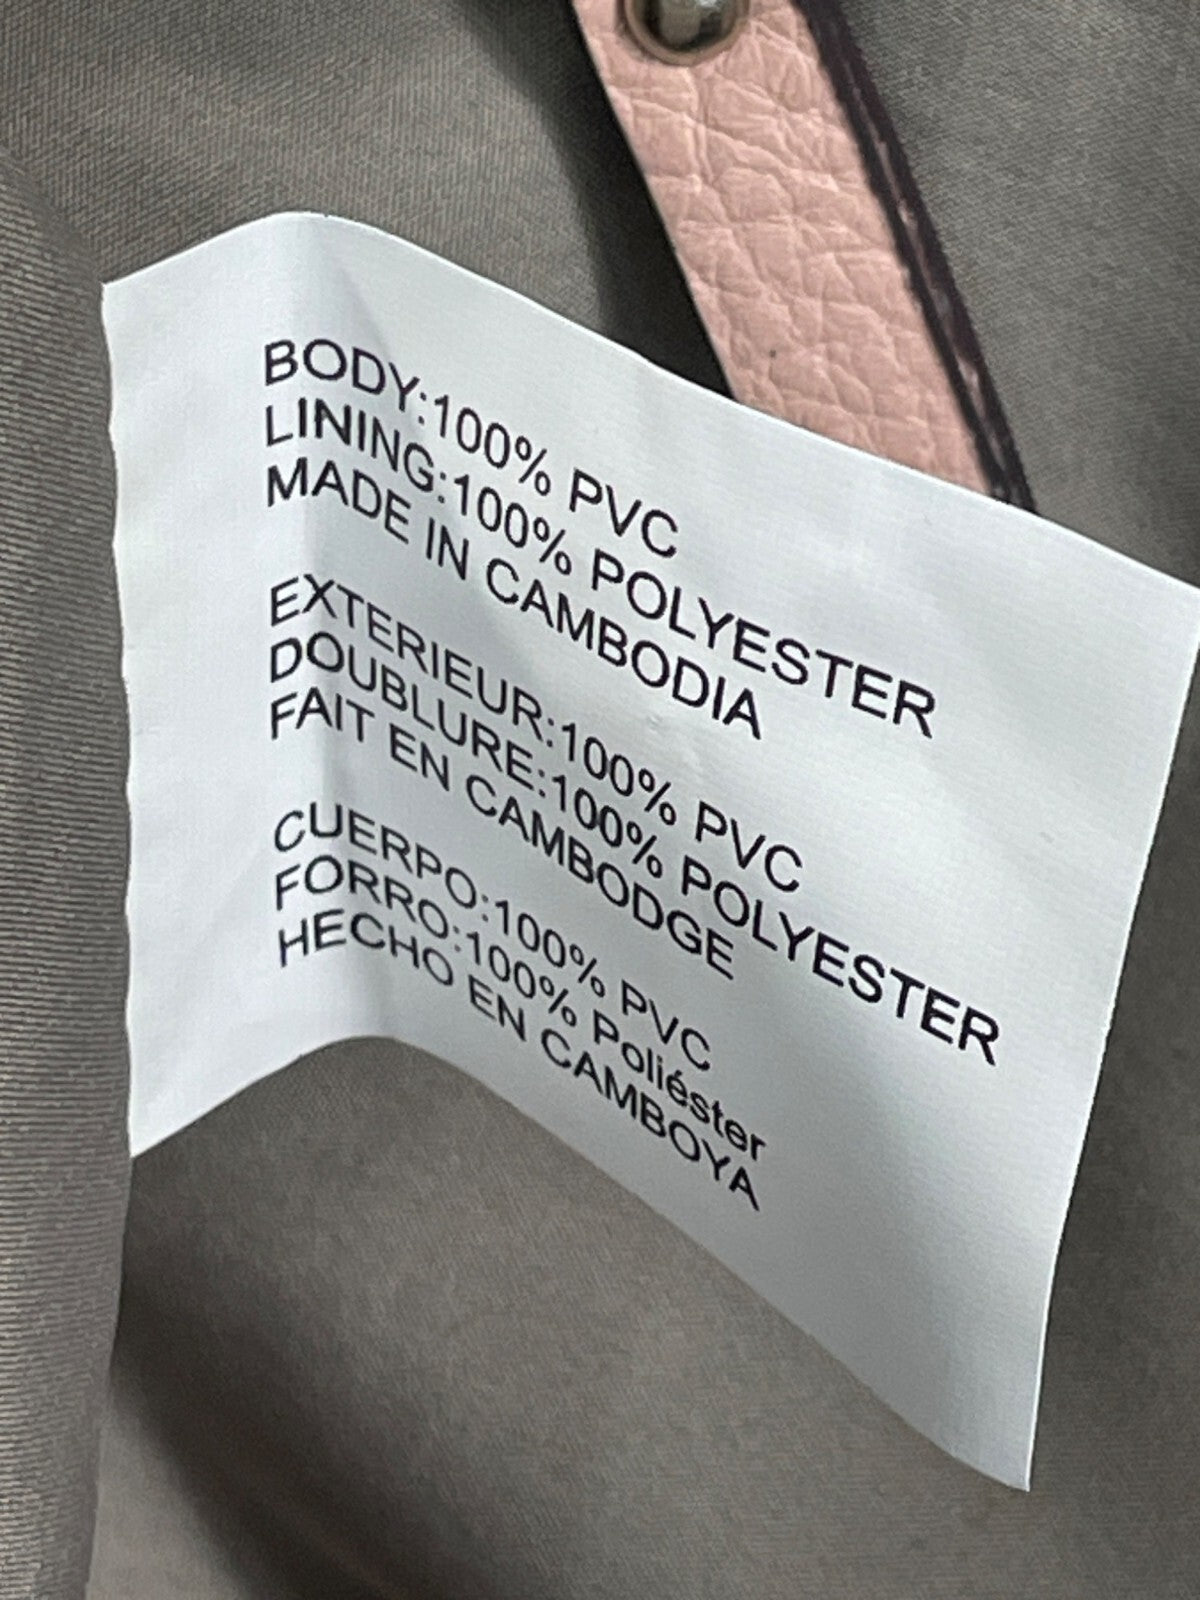 BODY:100% PVC
LINING:100% POLYESTER
MADE IN CAMBODIA
EXTERIEUR:100% PVC
DOUBLURE:100% POLYESTER
FAIT EN CAMBODGE
CUERPO:100% PVC
FORRO:100% Poliéster
HECHO EN CAMBOYA